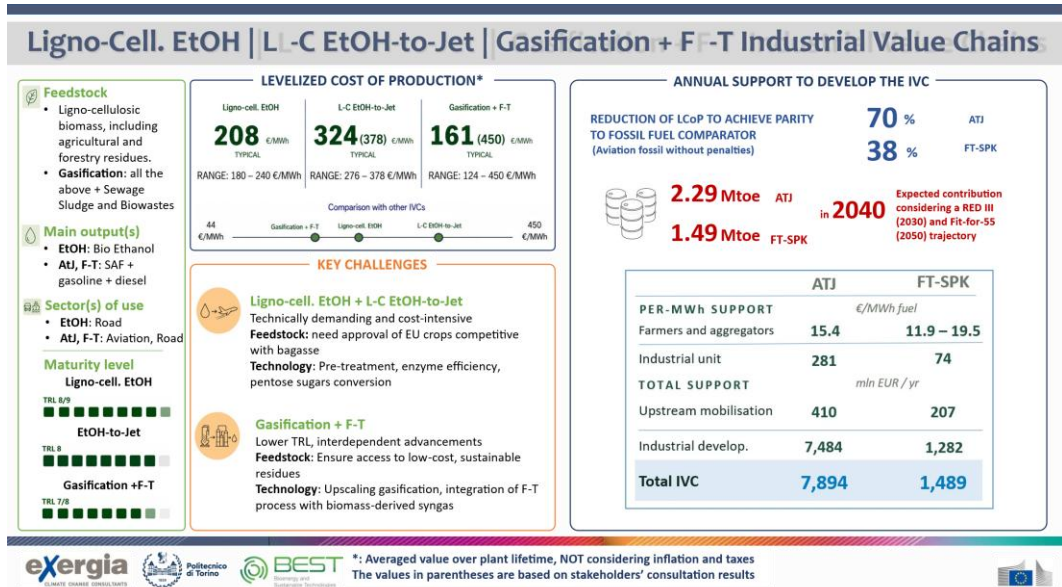 Ligno-Cell. EtOH | L -C EtOH-to-Jet | Gasification + F -T Industrial Value Chains
Feedstock
• Ligno-cellulosic
biomass, including
agricultural and
forestry residues.
• Gasification: all the
above + Sewage
Sludge and Biowastes
Main output(s)
• EtOH: Bio Ethanol
• AtJ, F-T: SAF +
gasoline + diesel
Sector(s) of use
• EtOH: Road
• AtJ, F-T: Aviation, Road
Maturity level
Ligno-cell. EtOH
TRL 8/9
EtOH-to-Jet
TRL 8
Gasification +F-T
TRL 7/8
LEVELIZED COST OF PRODUCTION*
Ligno-cell. EtOH
208 €/MWh
TYPICAL
RANGE: 180 – 240 €/MWh
L-C EtOH-to-Jet
324 (378) €/MWh
TYPICAL
RANGE: 276 – 378 €/MWh
Gasification + F-T
161 (450) €/MWh
TYPICAL
RANGE: 124 – 450 €/MWh
Comparison with other IVCs
44
€/MWh
Gasification + F-T
Ligno-cell. EtOH
L-C EtOH-to-Jet
450
€/MWh
KEY CHALLENGES
Ligno-cell. EtOH + L-C EtOH-to-Jet
Technically demanding and cost-intensive
Feedstock: need approval of EU crops competitive
with bagasse
Technology: Pre-treatment, enzyme efficiency,
pentose sugars conversion
Gasification + F-T
Lower TRL, interdependent advancements
Feedstock: Ensure access to low-cost, sustainable
residues
Technology: Upscaling gasification, integration of F-T
process with biomass-derived syngas
ANNUAL SUPPORT TO DEVELOP THE IVC
REDUCTION OF LCoP TO ACHIEVE PARITY
TO FOSSIL FUEL COMPARATOR
(Aviation fossil without penalties)
70 % ATJ
38 % FT-SPK
2.29 Mtoe ATJ
1.49 Mtoe FT-SPK
in 2040
Expected contribution
considering a RED III
(2030) and Fit-for-55
(2050) trajectory
ATJ FT-SPK
PER-MWh SUPPORT €/MWh fuel
Farmers and aggregators 15.4 11.9 – 19.5
Industrial unit 281 74
TOTAL SUPPORT mln EUR / yr
Upstream mobilisation 410 207
Industrial develop. 7,484 1,282
Total IVC 7,894 1,489
eXergia
CLIMATE CHANGE CONSULTANTS
Politecnico
di Torino
BEST
Bioenergy and
Sustainable Technologies
*: Averaged value over plant lifetime, NOT considering inflation and taxes
The values in parentheses are based on stakeholders' consultation results